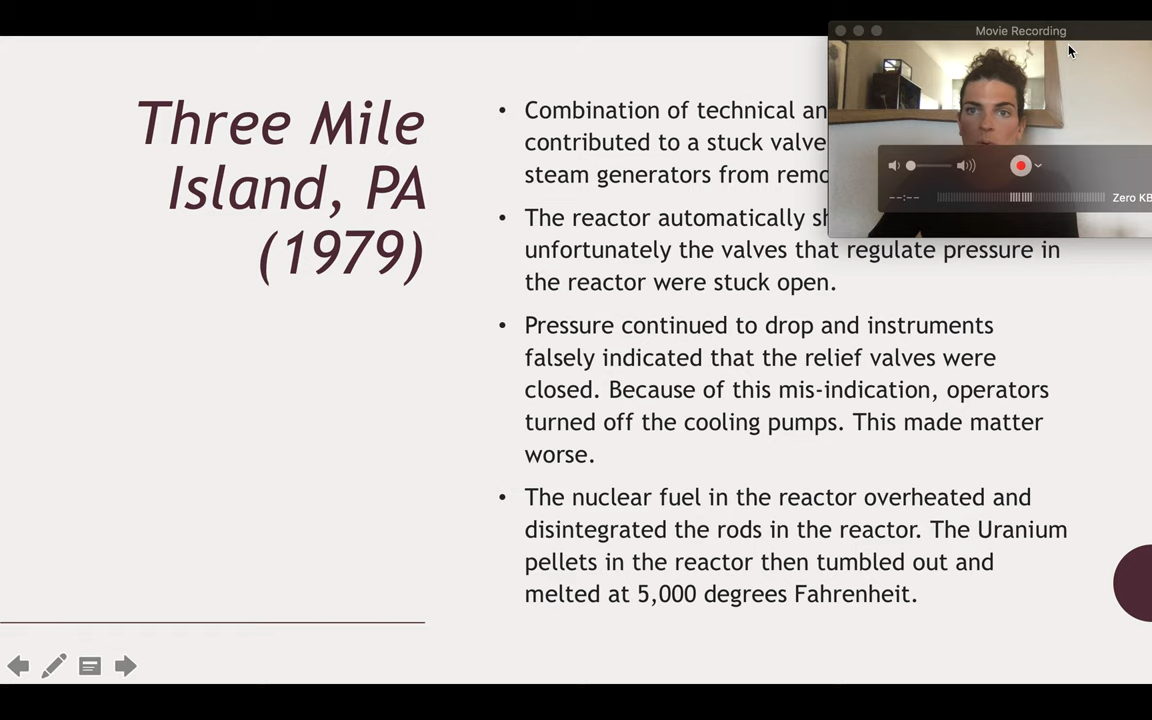 Movie Recording
Three Mile
Island, PA
(1979)
• Combination of technical an
contributed to a stuck valve
steam generators from remo
• The reactor automatically sh
unfortunately the valves that regulate pressure in
the reactor were stuck open.
• Pressure continued to drop and instruments
falsely indicated that the relief valves were
closed. Because of this mis-indication, operators
turned off the cooling pumps. This made matter
worse.
• The nuclear fuel in the reactor overheated and
disintegrated the rods in the reactor. The Uranium
pellets in the reactor then tumbled out and
melted at 5,000 degrees Fahrenheit.
--:-- Zero KB